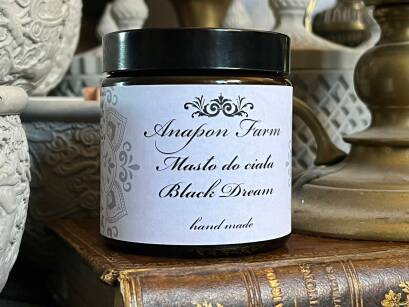 Anapon Farm
Masło do ciała
Black Dream
hand made